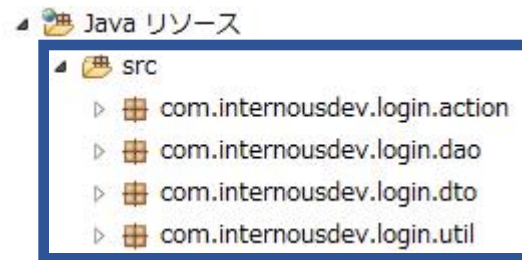 Java リソース
src
com.internousdev.login.action
com.internousdev.login.dao
com.internousdev.login.dto
com.internousdev.login.util